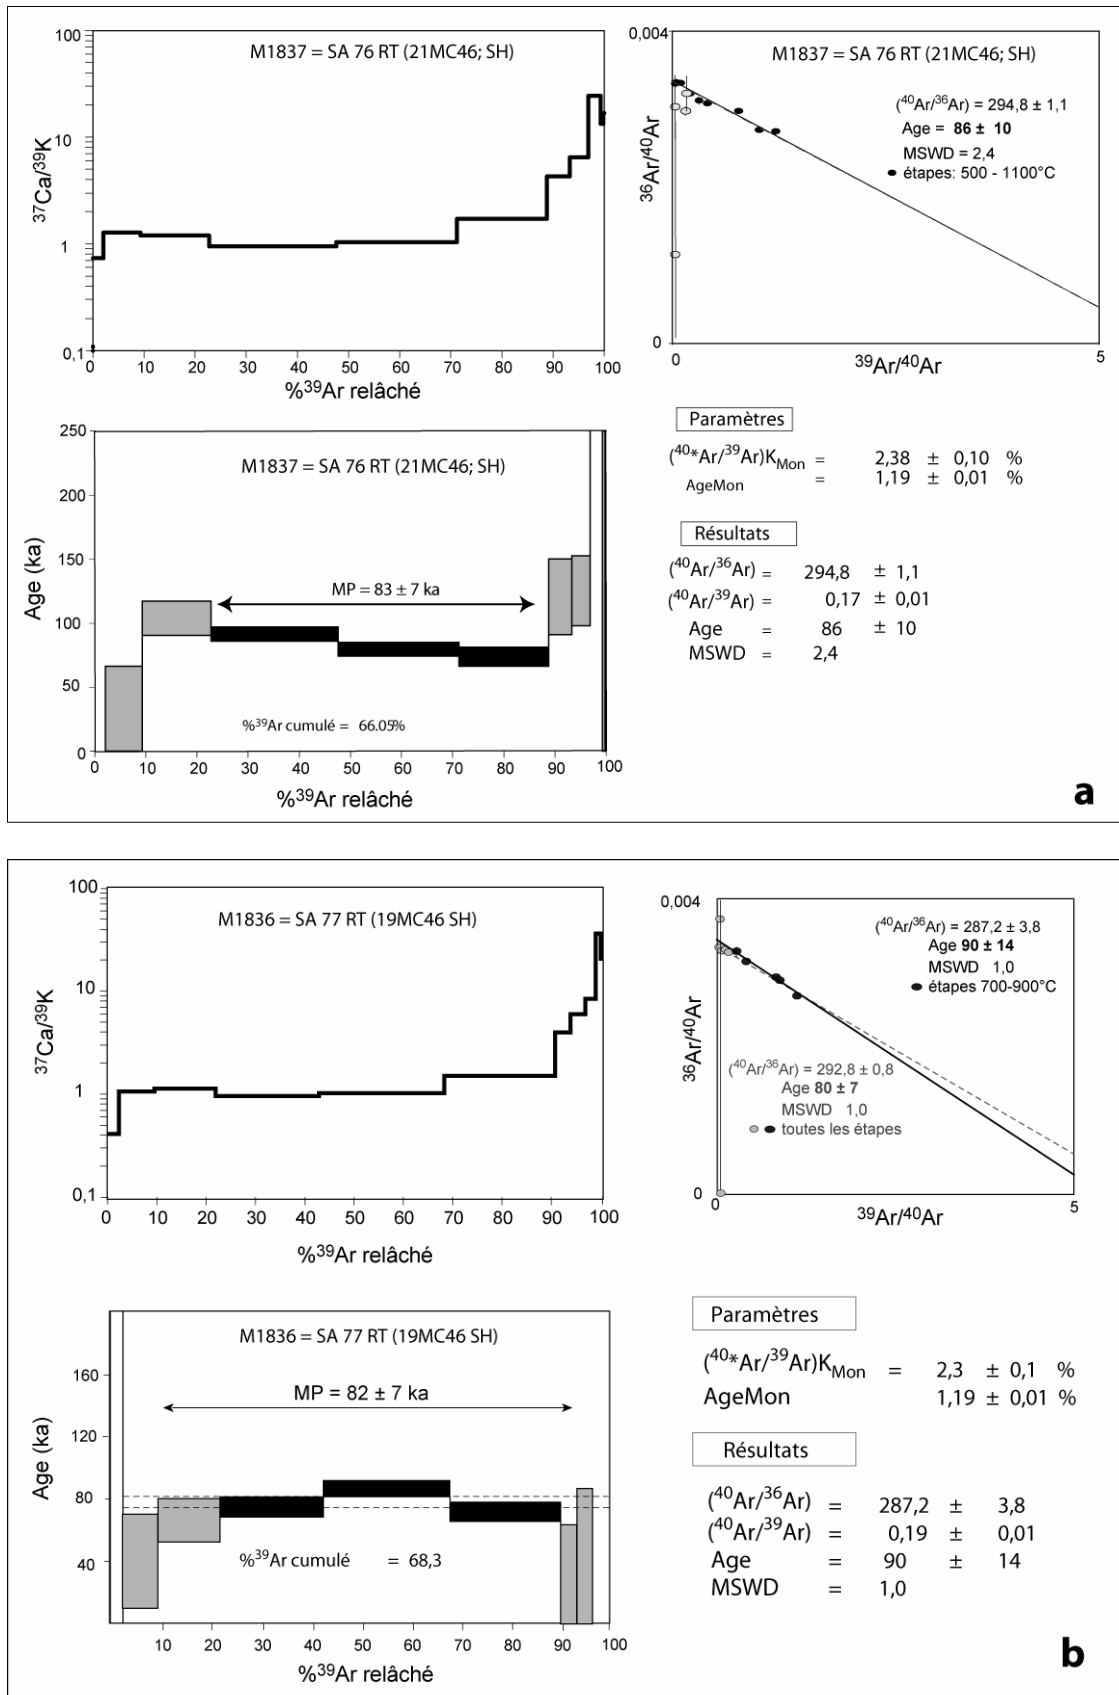 M1837 = SA 76 RT (21MC46; SH)
100
10
1
0,1
³⁷Ca/³⁹K
0 10 20 30 40 50 60 70 80 90 100
%³⁹Ar relâché
M1837 = SA 76 RT (21MC46; SH)
0,004
(⁴⁰Ar/³⁶Ar) = 294,8 ± 1,1
Age = 86 ± 10
MSWD = 2,4
étapes: 500 - 1100°C
³⁶Ar/⁴⁰Ar
0
0 5
³⁹Ar/⁴⁰Ar
M1837 = SA 76 RT (21MC46; SH)
250
200
150
100
50
0
Age (ka)
MP = 83 ± 7 ka
%³⁹Ar cumulé = 66.05%
0 10 20 30 40 50 60 70 80 90 100
%³⁹Ar relâché
Paramètres
(⁴⁰*Ar/³⁹Ar)K_Mon = 2,38 ± 0,10 %
AgeMon = 1,19 ± 0,01 %
Résultats
(⁴⁰Ar/³⁶Ar) = 294,8 ± 1,1
(⁴⁰Ar/³⁹Ar) = 0,17 ± 0,01
Age = 86 ± 10
MSWD = 2,4
a
M1836 = SA 77 RT (19MC46 SH)
100
10
1
0,1
³⁷Ca/³⁹K
0 10 20 30 40 50 60 70 80 90 100
%³⁹Ar relâché
0,004
(⁴⁰Ar/³⁶Ar) = 287,2 ± 3,8
Age 90 ± 14
MSWD 1,0
étapes 700-900°C
³⁶Ar/⁴⁰Ar
(⁴⁰Ar/³⁶Ar) = 292,8 ± 0,8
Age 80 ± 7
MSWD 1,0
toutes les étapes
0
0 5
³⁹Ar/⁴⁰Ar
M1836 = SA 77 RT (19MC46 SH)
160
120
80
40
Age (ka)
MP = 82 ± 7 ka
%³⁹Ar cumulé = 68,3
0 10 20 30 40 50 60 70 80 90 100
%³⁹Ar relâché
Paramètres
(⁴⁰*Ar/³⁹Ar)K_Mon = 2,3 ± 0,1 %
AgeMon 1,19 ± 0,01 %
Résultats
(⁴⁰Ar/³⁶Ar) = 287,2 ± 3,8
(⁴⁰Ar/³⁹Ar) = 0,19 ± 0,01
Age = 90 ± 14
MSWD = 1,0
b